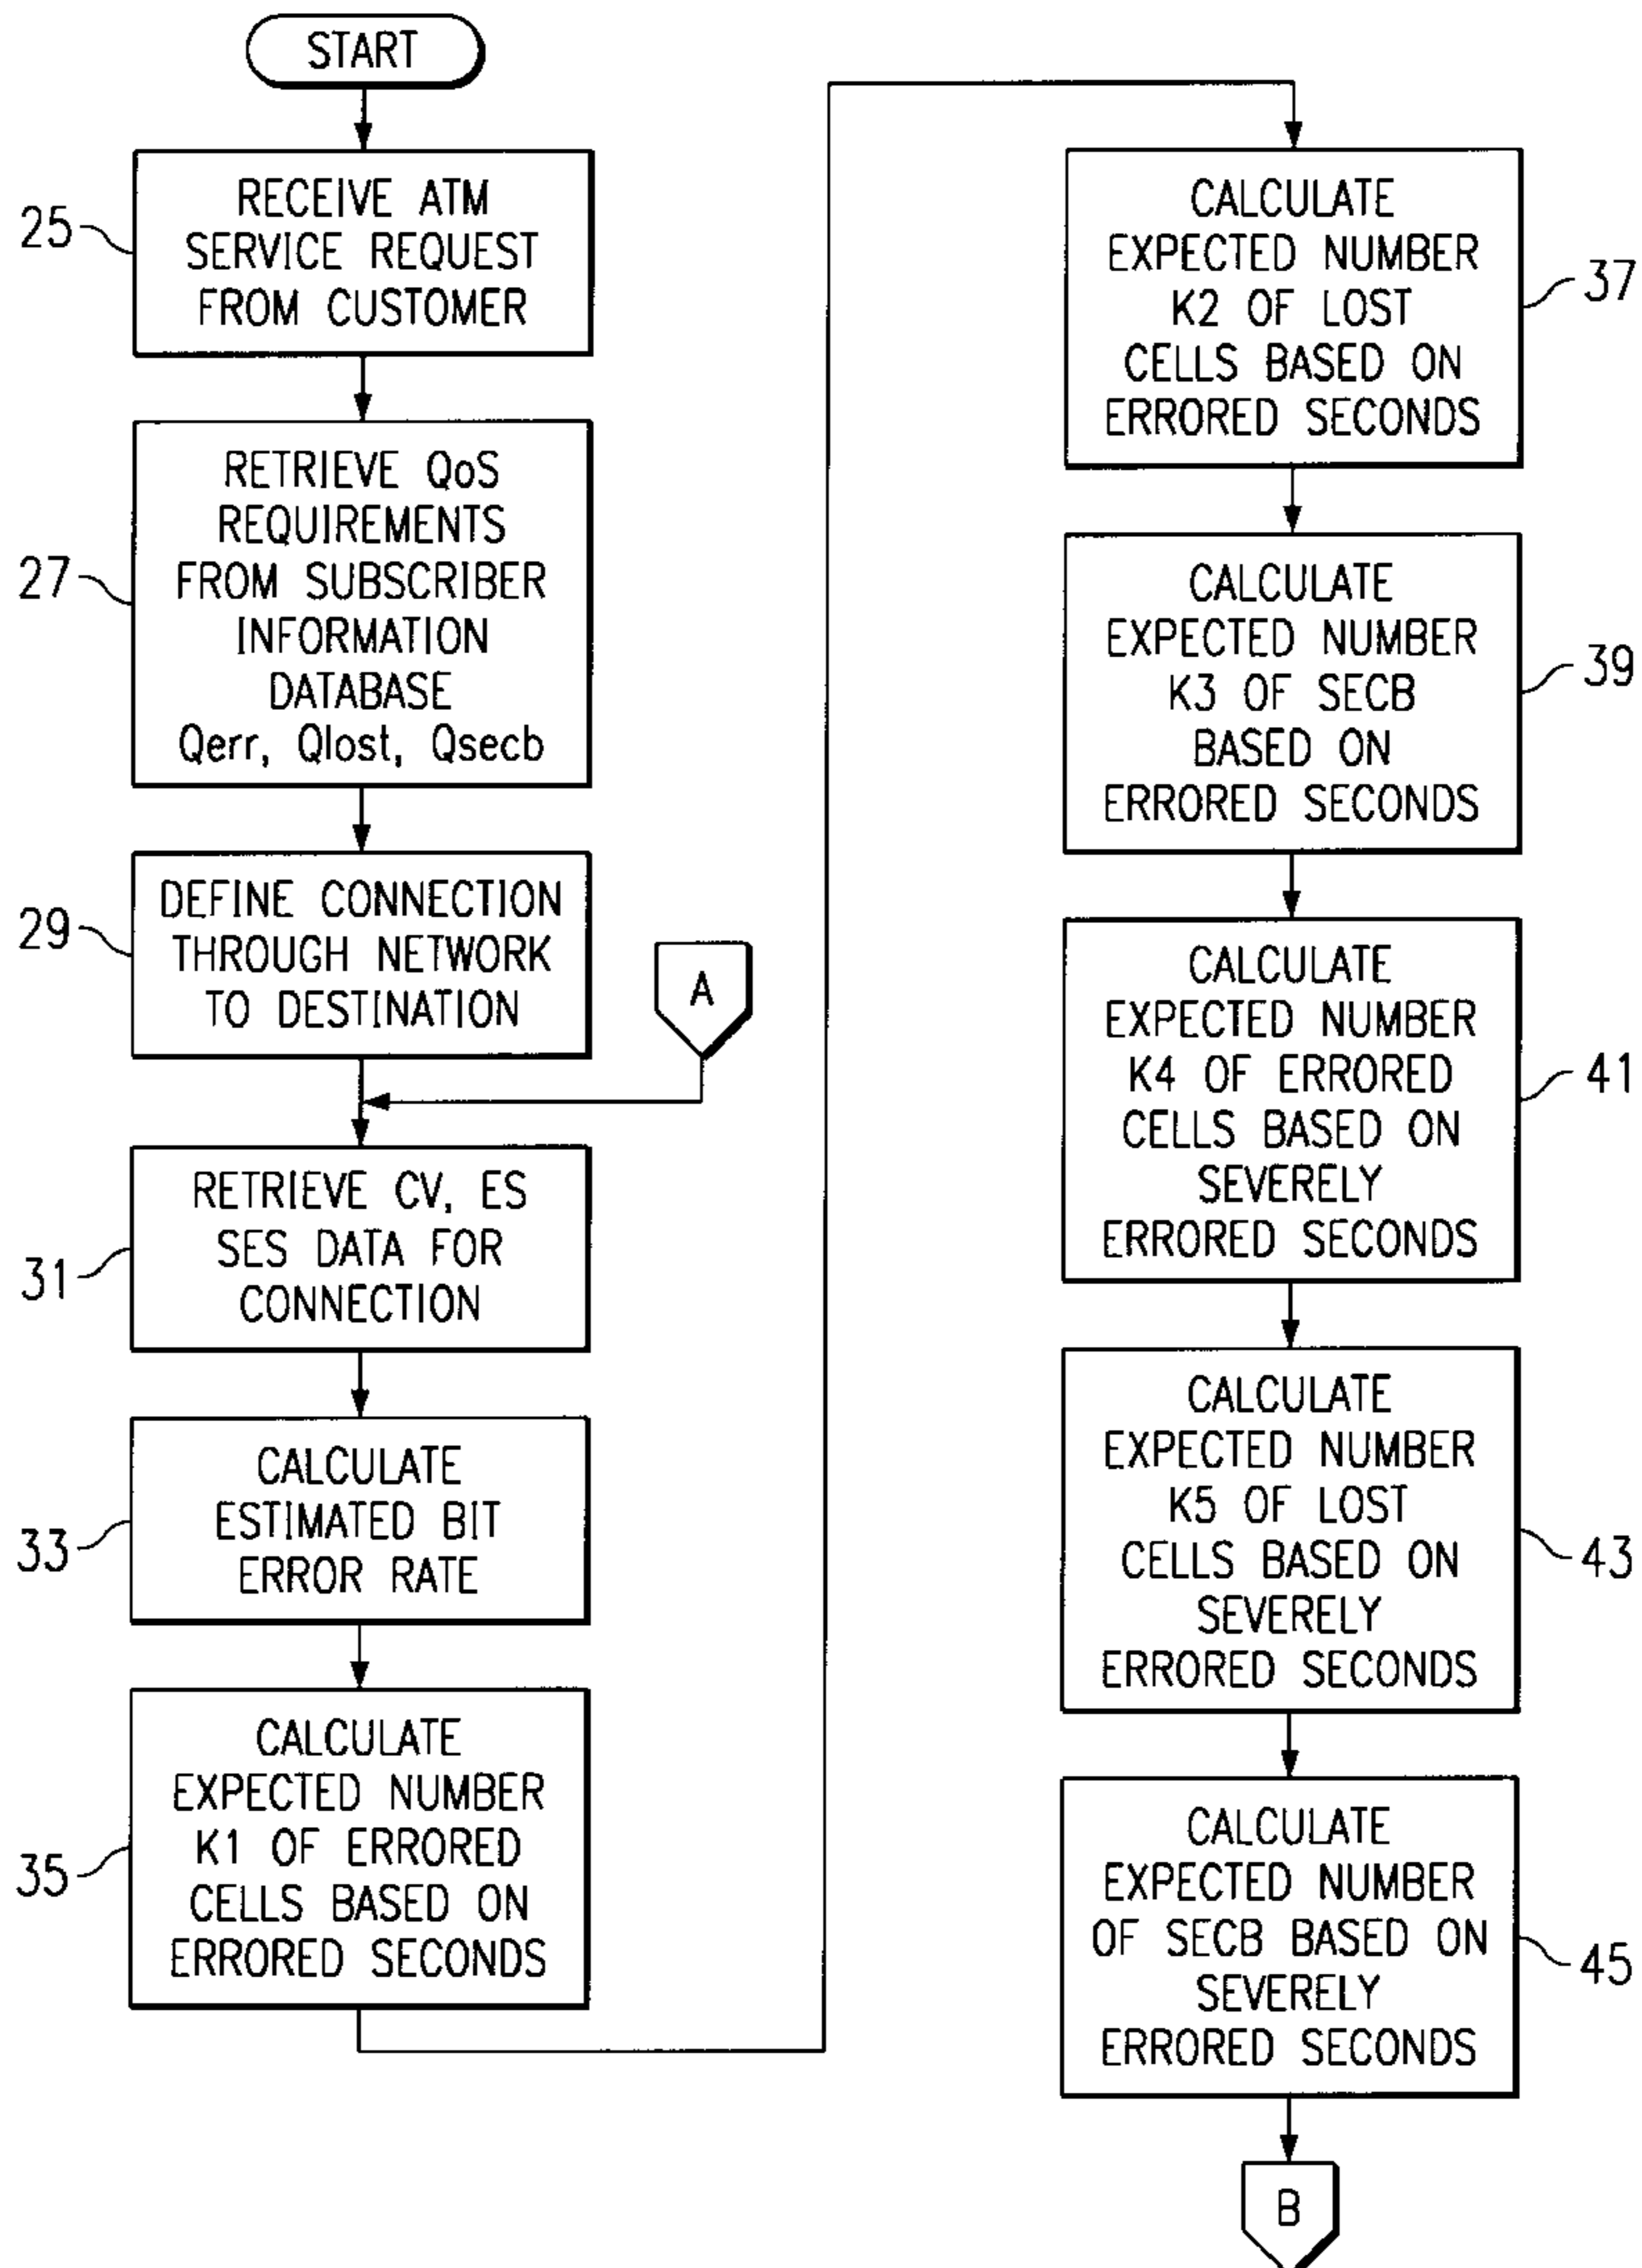 START
25
RECEIVE ATM
SERVICE REQUEST
FROM CUSTOMER
27
RETRIEVE QoS
REQUIREMENTS
FROM SUBSCRIBER
INFORMATION
DATABASE
Qerr, Qlost, Qsecb
29
DEFINE CONNECTION
THROUGH NETWORK
TO DESTINATION
A
31
RETRIEVE CV, ES
SES DATA FOR
CONNECTION
33
CALCULATE
ESTIMATED BIT
ERROR RATE
35
CALCULATE
EXPECTED NUMBER
K1 OF ERRORED
CELLS BASED ON
ERRORED SECONDS
CALCULATE
EXPECTED NUMBER
K2 OF LOST
CELLS BASED ON
ERRORED SECONDS
37
CALCULATE
EXPECTED NUMBER
K3 OF SECB
BASED ON
ERRORED SECONDS
39
CALCULATE
EXPECTED NUMBER
K4 OF ERRORED
CELLS BASED ON
SEVERELY
ERRORED SECONDS
41
CALCULATE
EXPECTED NUMBER
K5 OF LOST
CELLS BASED ON
SEVERELY
ERRORED SECONDS
43
CALCULATE
EXPECTED NUMBER
OF SECB BASED ON
SEVERELY
ERRORED SECONDS
45
B